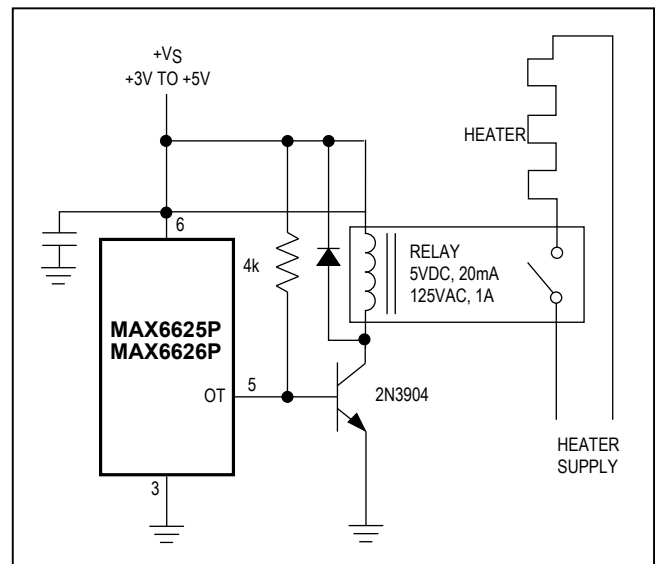 +VS
+3V TO +5V
HEATER
6
4k
RELAY
5VDC, 20mA
125VAC, 1A
MAX6625P
MAX6626P
OT
5
2N3904
3
HEATER
SUPPLY